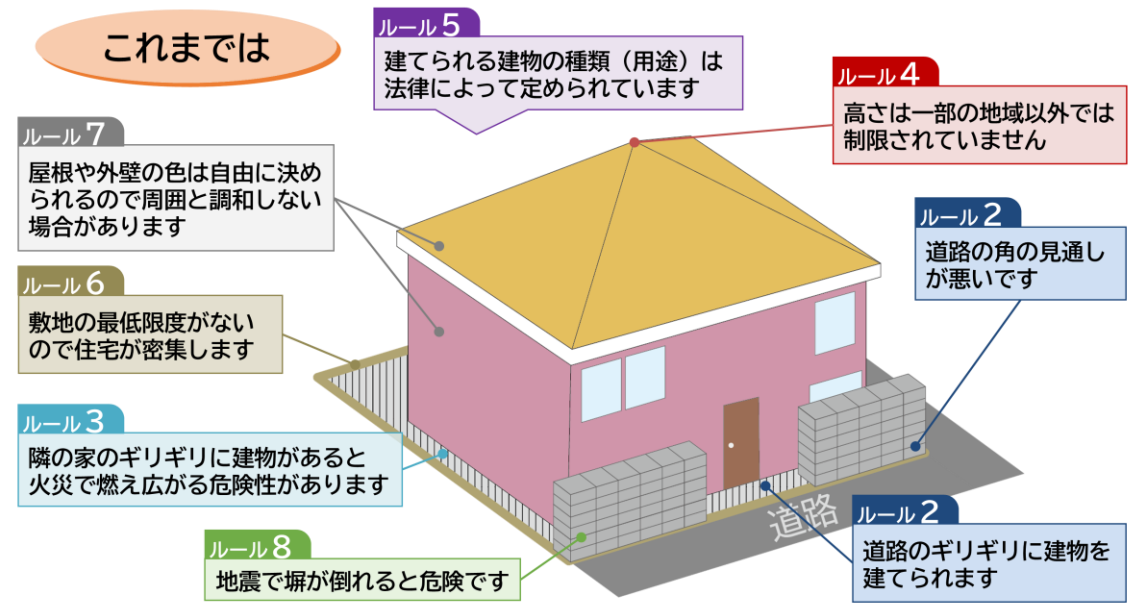 これまでは
ルール5
建てられる建物の種類（用途）は
法律によって定められています
ルール4
高さは一部の地域以外では
制限されていません
ルール7
屋根や外壁の色は自由に決め
られるので周囲と調和しない
場合があります
ルール2
道路の角の見通し
が悪いです
ルール6
敷地の最低限度がない
ので住宅が密集します
ルール3
隣の家のギリギリに建物があると
火災で燃え広がる危険性があります
道路
ルール2
道路のギリギリに建物を
建てられます
ルール8
地震で塀が倒れると危険です